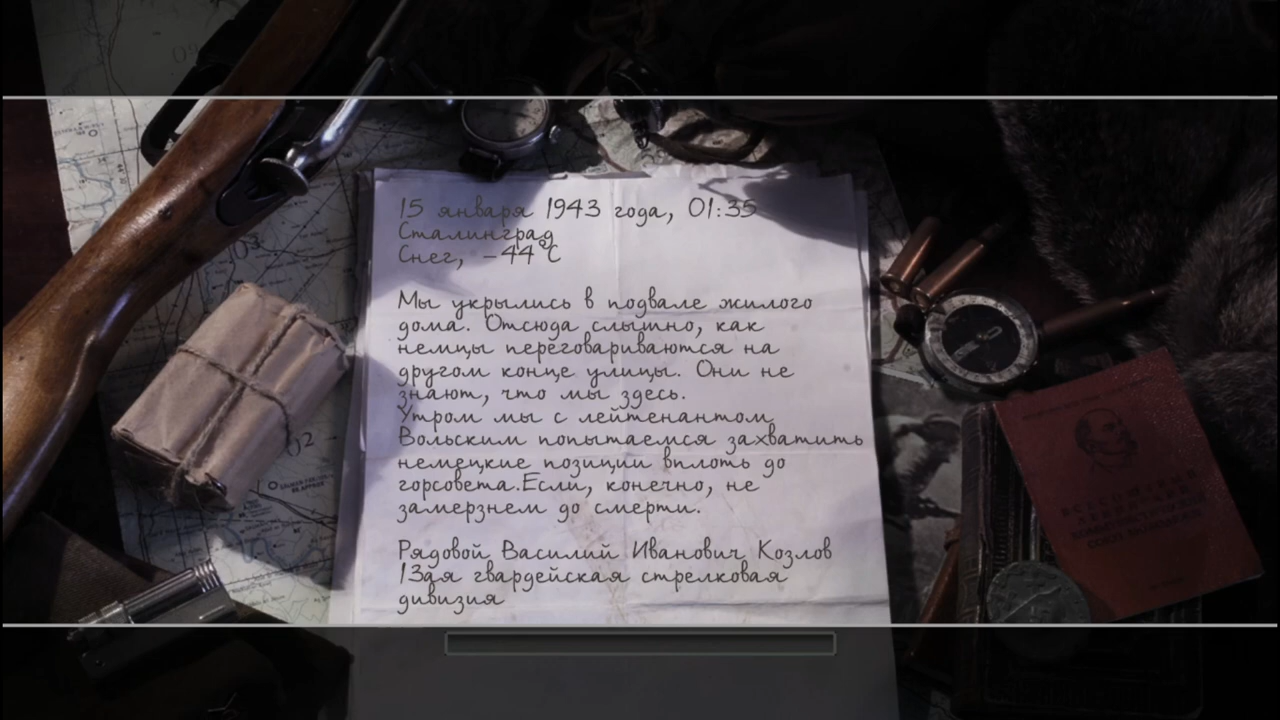 15 января 1943 года, 01:35
Сталинград
Снег, -44°C
Мы укрылись в подвале жилого
дома. Отсюда слышно, как
немцы переговариваются на
другом конце улицы. Они не
знают, что мы здесь.
Утром мы с лейтенантом
Вольским попытаемся захватить
немецкие позиции вплоть до
горсовета.Если, конечно, не
замерзнем до смерти.
Рядовой Василий Иванович Козлов
13ая гвардейская стрелковая
дивизия